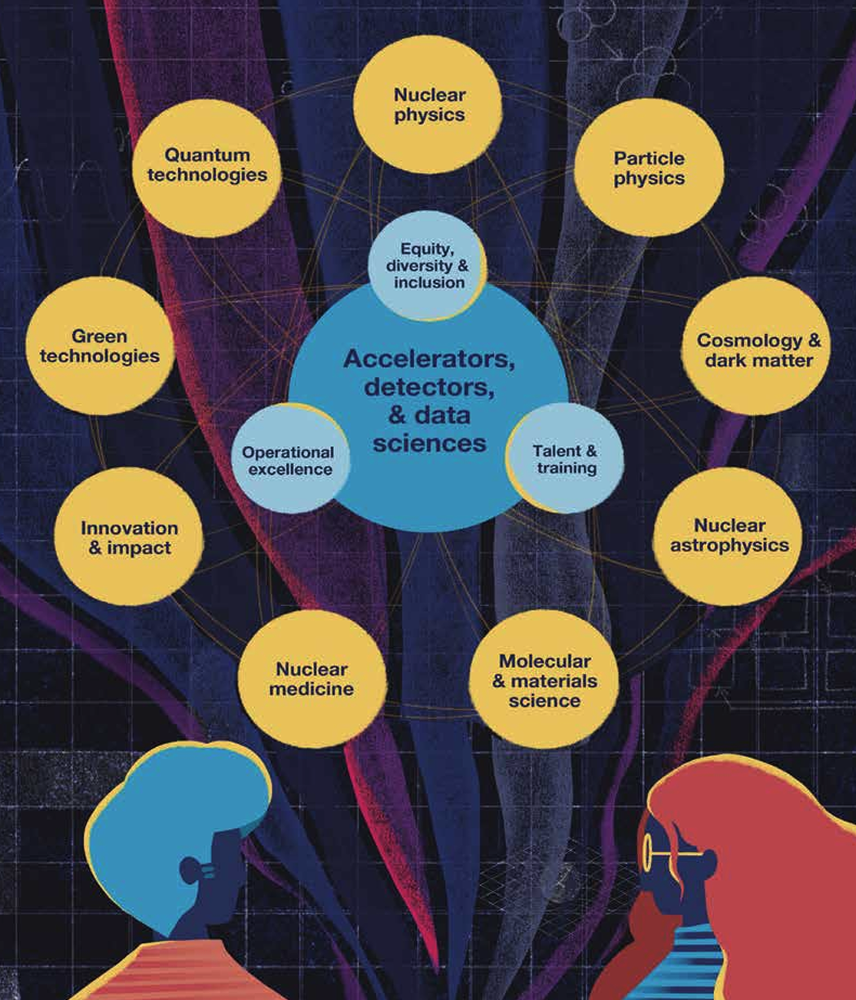 Nuclear
physics
Quantum
technologies
Particle
physics
Equity,
diversity &
inclusion
Green
technologies
Accelerators,
detectors,
& data
sciences
Cosmology &
dark matter
Operational
excellence
Talent &
training
Innovation
& impact
Nuclear
astrophysics
Nuclear
medicine
Molecular
& materials
science